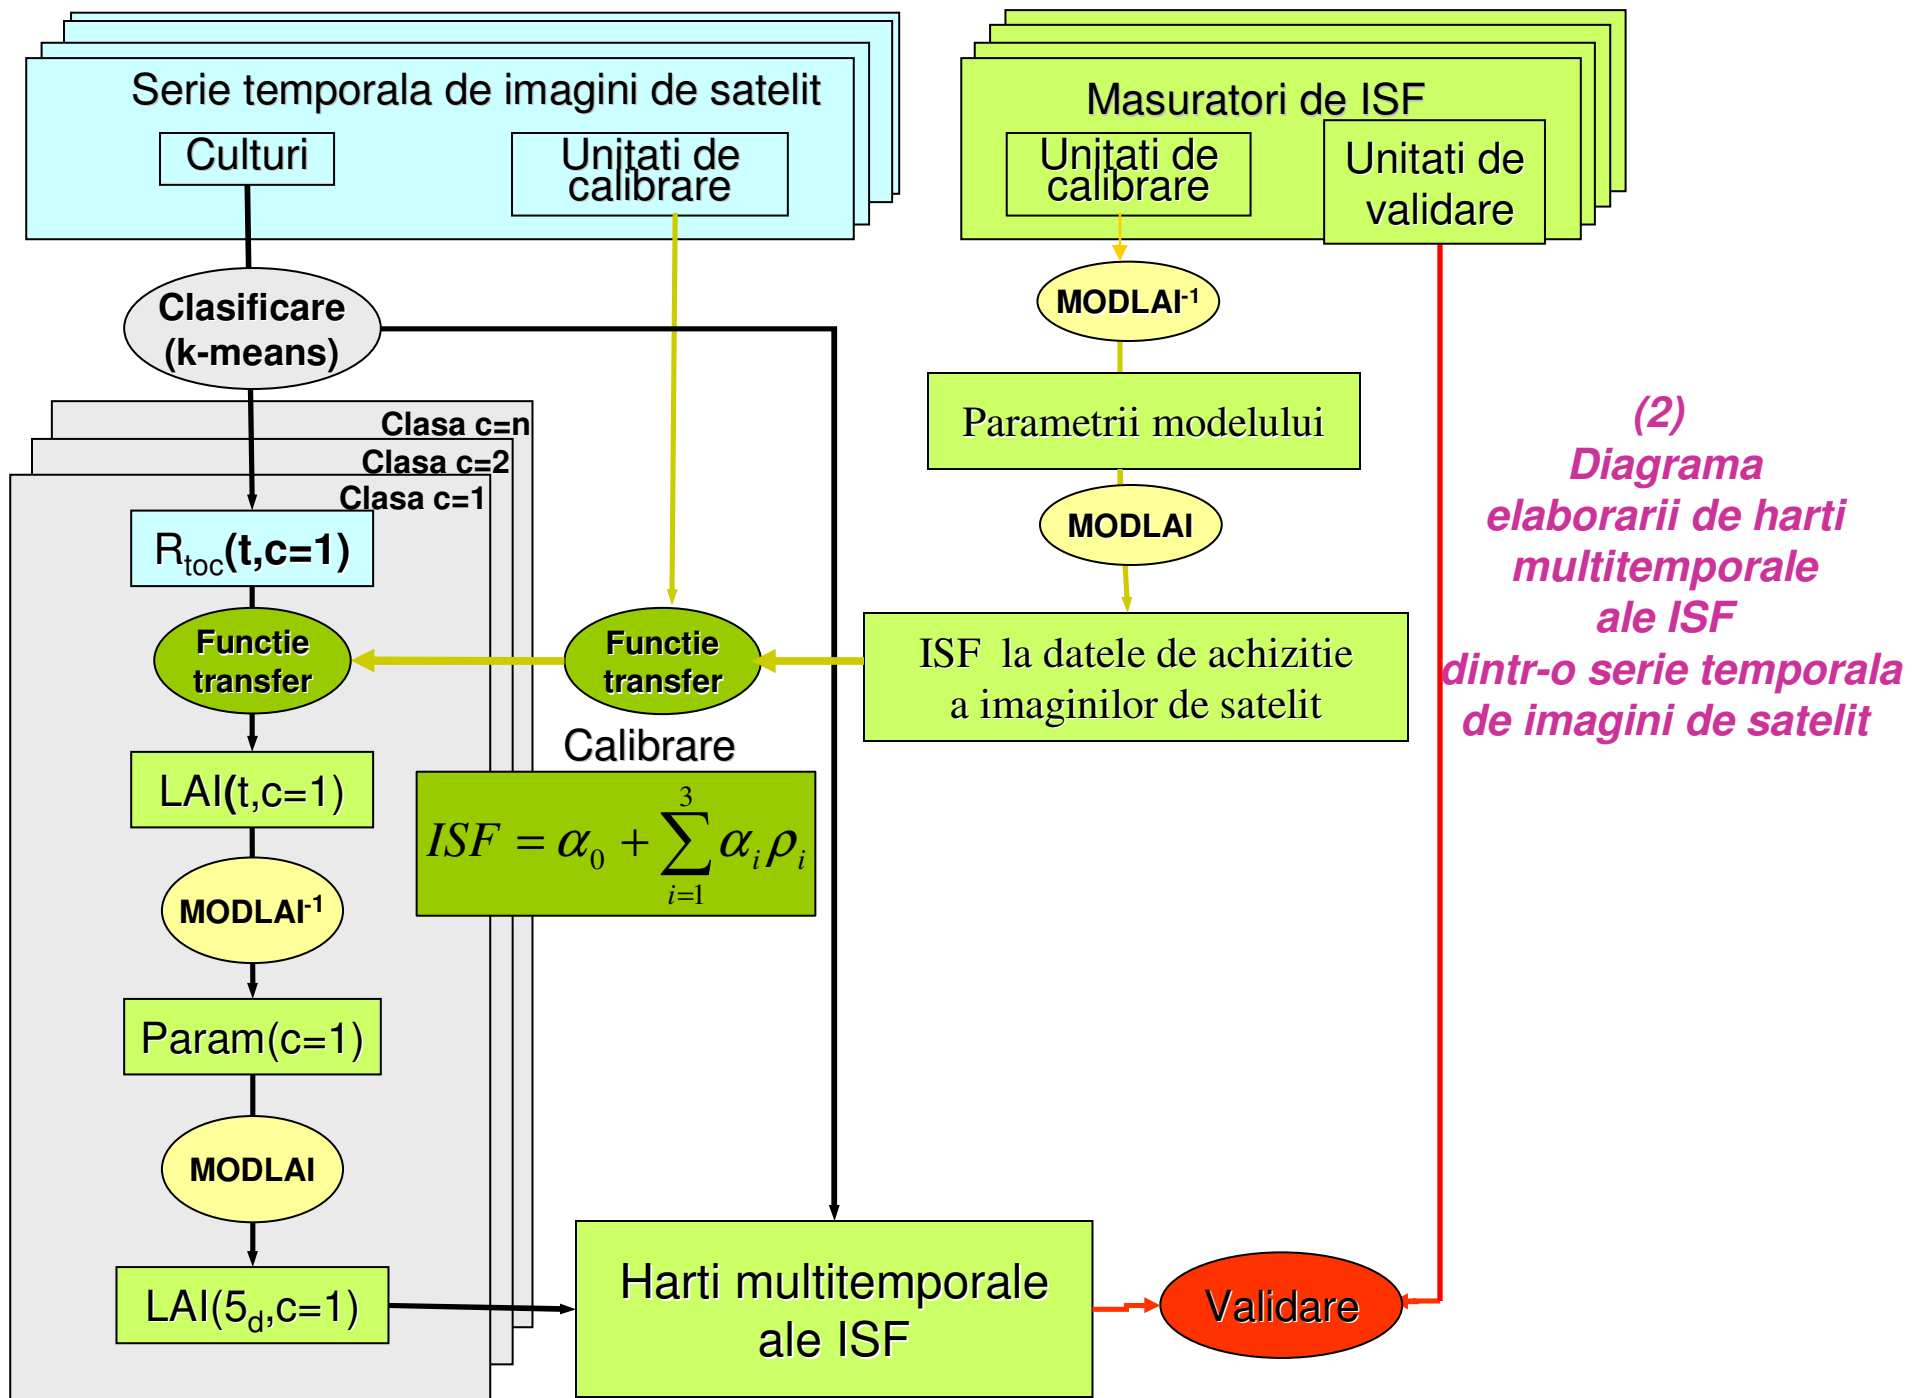 Serie temporala de imagini de satelit
Culturi
Unitati de
calibrare
Masuratori de ISF
Unitati de
calibrare
Unitati de
validare
Clasificare
(k-means)
MODLAI-1
Parametrii modelului
MODLAI
ISF la datele de achizitie
a imaginilor de satelit
Clasa c=n
Clasa c=2
Clasa c=1
Rtoc(t,c=1)
Functie
transfer
Functie
transfer
Calibrare
ISF = α0 + ∑i=1^3 αi ρi
LAI(t,c=1)
MODLAI-1
Param(c=1)
MODLAI
LAI(5d,c=1)
Harti multitemporale
ale ISF
Validare
(2)
Diagrama
elaborarii de harti
multitemporale
ale ISF
dintr-o serie temporala
de imagini de satelit